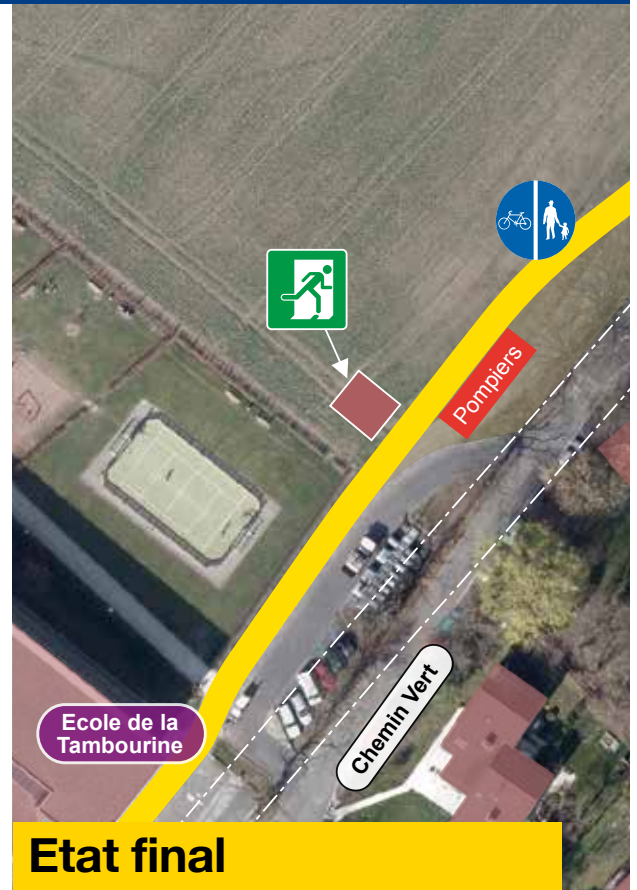 Pompiers
Chemin Vert
Ecole de la
Tambourine
Etat final